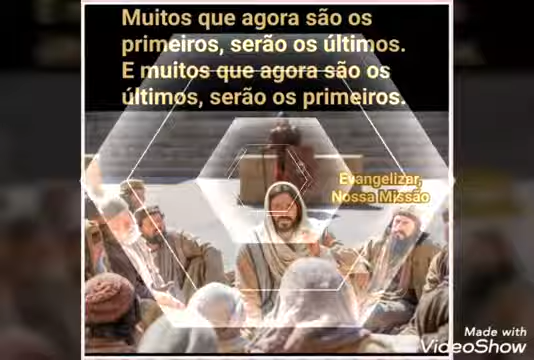 Muitos que agora são os
primeiros, serão os últimos.
E muitos que agora são os
últimos, serão os primeiros.
Evangelizar,
Nossa Missão
Made with
VideoShow